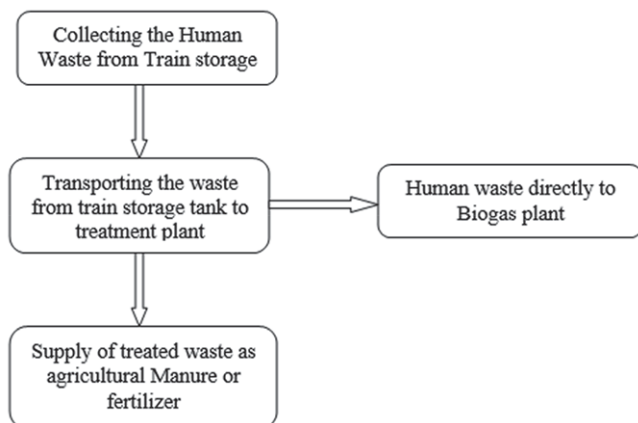 Collecting the Human
Waste from Train storage
Transporting the waste
from train storage tank to
treatment plant
Human waste directly to
Biogas plant
Supply of treated waste as
agricultural Manure or
fertilizer